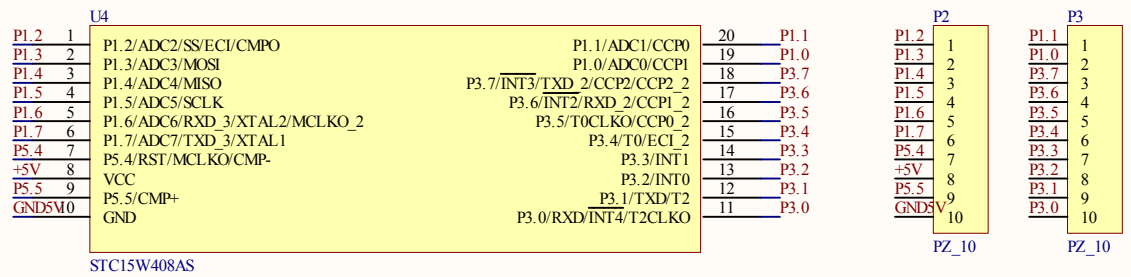 U4
P1.2 1 P1.2/ADC2/SS/ECI/CMPO P1.1/ADC1/CCP0 20 P1.1
P1.3 2 P1.3/ADC3/MOSI P1.0/ADC0/CCP1 19 P1.0
P1.4 3 P1.4/ADC4/MISO P3.7/INT3/TXD_2/CCP2/CCP2_2 18 P3.7
P1.5 4 P1.5/ADC5/SCLK P3.6/INT2/RXD_2/CCP1_2 17 P3.6
P1.6 5 P1.6/ADC6/RXD_3/XTAL2/MCLKO_2 P3.5/T0CLKO/CCP0_2 16 P3.5
P1.7 6 P1.7/ADC7/TXD_3/XTAL1 P3.4/T0/ECI_2 15 P3.4
P5.4 7 P5.4/RST/MCLKO/CMP- P3.3/INT1 14 P3.3
+5V 8 VCC P3.2/INT0 13 P3.2
P5.5 9 P5.5/CMP+ P3.1/TXD/T2 12 P3.1
GND5V 10 GND P3.0/RXD/INT4/T2CLKO 11 P3.0
STC15W408AS
P2
P1.2 1
P1.3 2
P1.4 3
P1.5 4
P1.6 5
P1.7 6
P5.4 7
+5V 8
P5.5 9
GND5V 10
PZ_10
P3
P1.1 1
P1.0 2
P3.7 3
P3.6 4
P3.5 5
P3.4 6
P3.3 7
P3.2 8
P3.1 9
P3.0 10
PZ_10